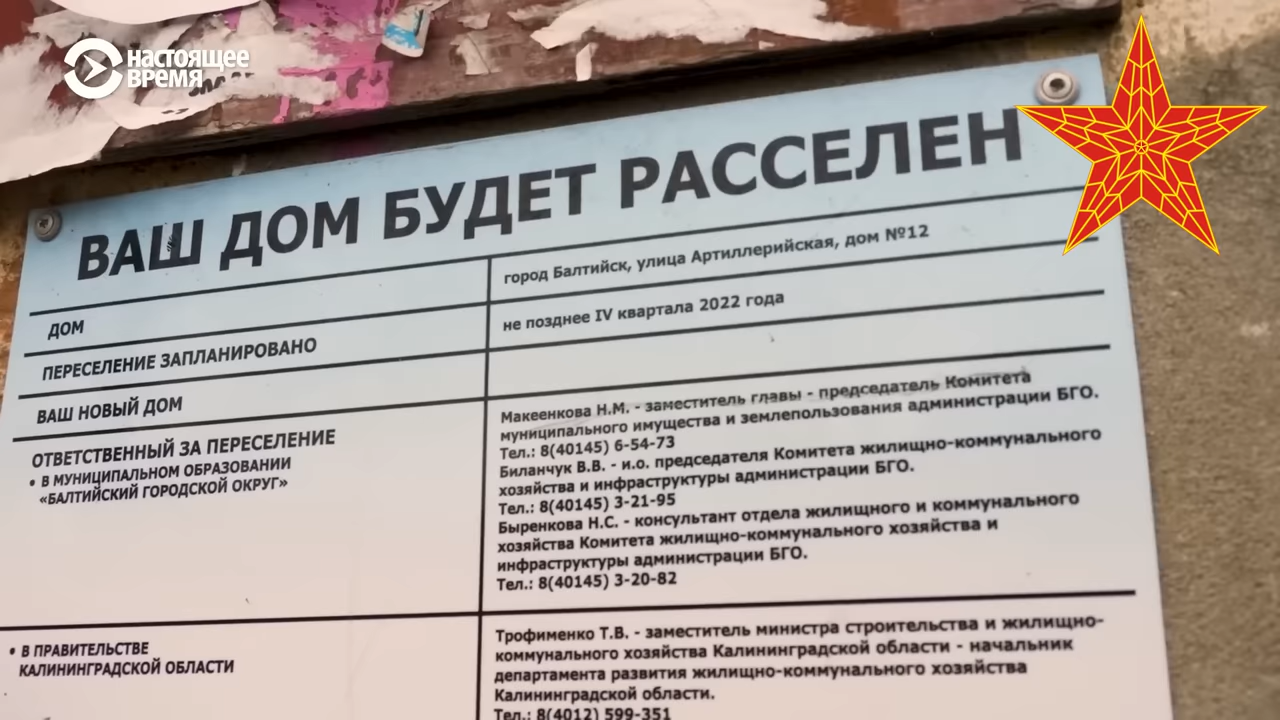 НАСТОЯЩЕЕ
ВРЕМЯ
ВАШ ДОМ БУДЕТ РАССЕЛЕН
ДОМ
город Балтийск, улица Артиллерийская, дом №12
ПЕРЕСЕЛЕНИЕ ЗАПЛАНИРОВАНО
не позднее IV квартала 2022 года
ВАШ НОВЫЙ ДОМ
ОТВЕТСТВЕННЫЙ ЗА ПЕРЕСЕЛЕНИЕ
• В МУНИЦИПАЛЬНОМ ОБРАЗОВАНИИ
«БАЛТИЙСКИЙ ГОРОДСКОЙ ОКРУГ»
Макеенкова Н.М. - заместитель главы - председатель Комитета
муниципального имущества и землепользования администрации БГО.
Тел.: 8(40145) 6-54-73
Биланчук В.В. - и.о. председателя Комитета жилищно-коммунального
хозяйства и инфраструктуры администрации БГО.
Тел.: 8(40145) 3-21-95
Быренкова Н.С. - консультант отдела жилищного и коммунального
хозяйства Комитета жилищно-коммунального хозяйства и
инфраструктуры администрации БГО.
Тел.: 8(40145) 3-20-82
• В ПРАВИТЕЛЬСТВЕ
КАЛИНИНГРАДСКОЙ ОБЛАСТИ
Трофименко Т.В. - заместитель министра строительства и жилищно-
коммунального хозяйства Калининградской области - начальник
департамента развития жилищно-коммунального хозяйства
Калининградской области.
Тел.: 8(4012) 599-351